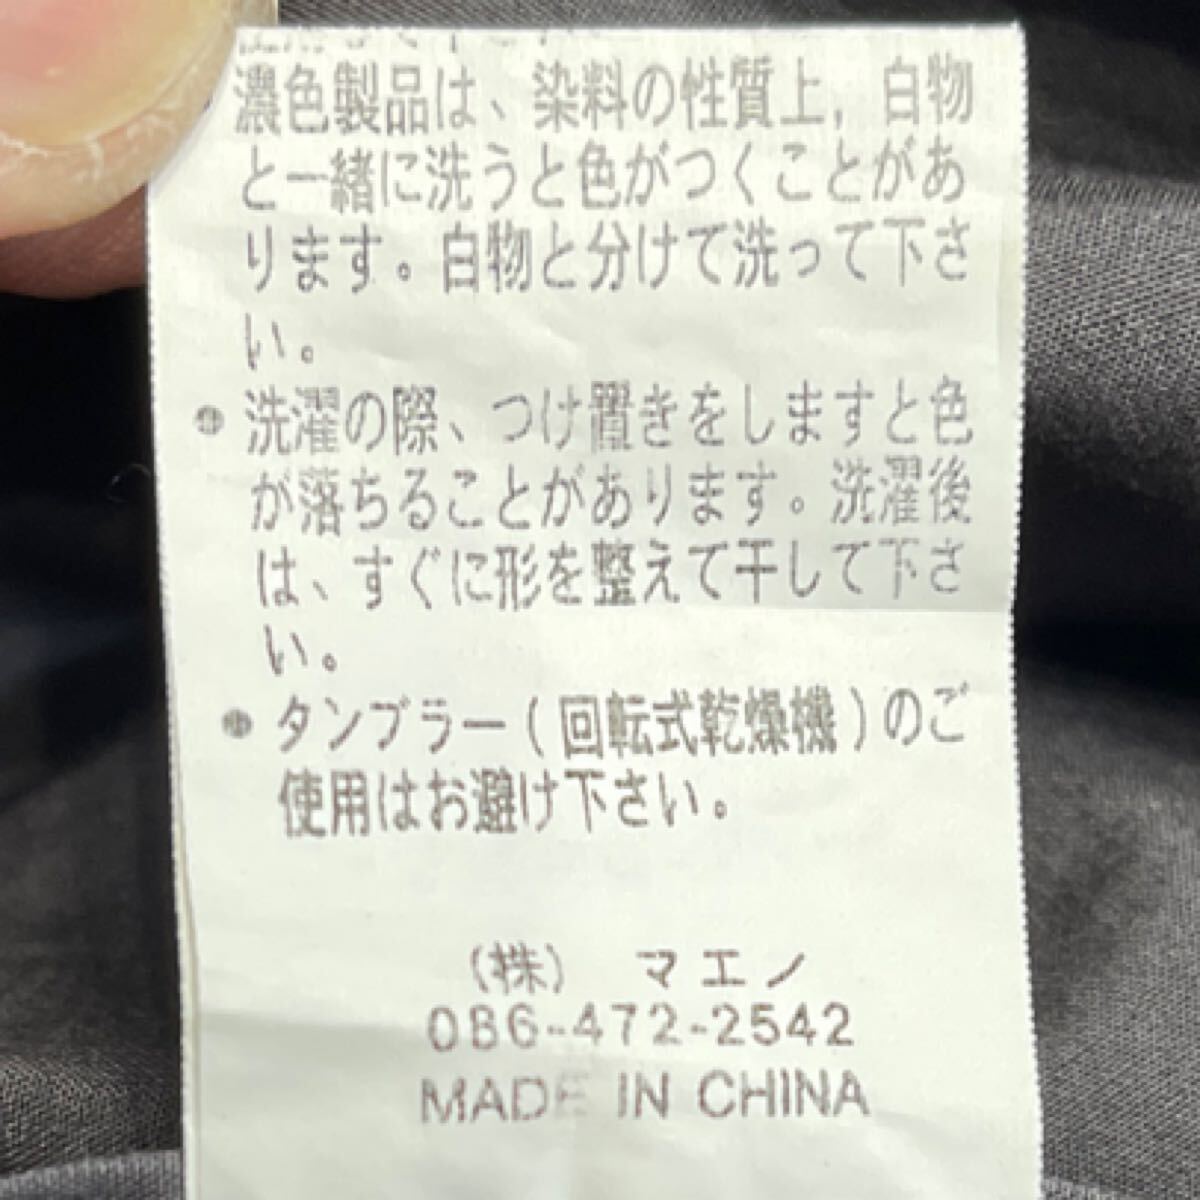 濃色製品は、染料の性質上，白物
と一緒に洗うと色がつくことがあ
ります。白物と分けて洗って下さ
い。
● 洗濯の際、つけ置きをしますと色
が落ちることがあります。洗濯後
は、すぐに形を整えて干して下さ
い。
● タンブラー(回転式乾燥機)のご
使用はお避け下さい。
(株) マエノ
086-472-2542
MADE IN CHINA